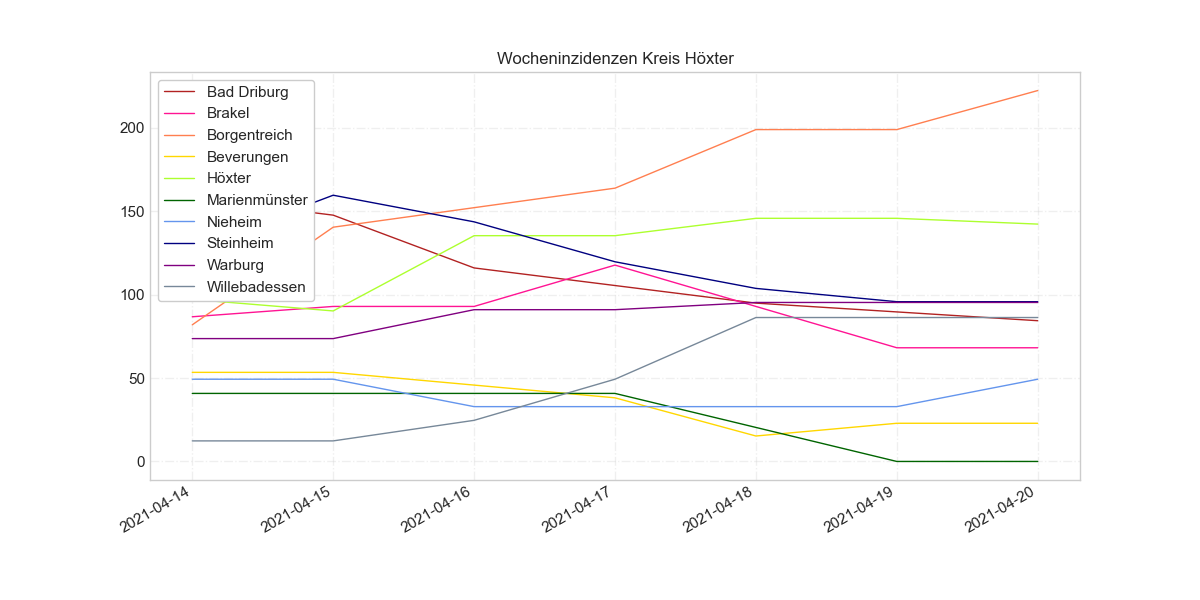 Wocheninzidenzen Kreis Höxter
Bad Driburg
Brakel
Borgentreich
Beverungen
Höxter
Marienmünster
Nieheim
Steinheim
Warburg
Willebadessen
200
150
100
50
0
2021-04-14
2021-04-15
2021-04-16
2021-04-17
2021-04-18
2021-04-19
2021-04-20